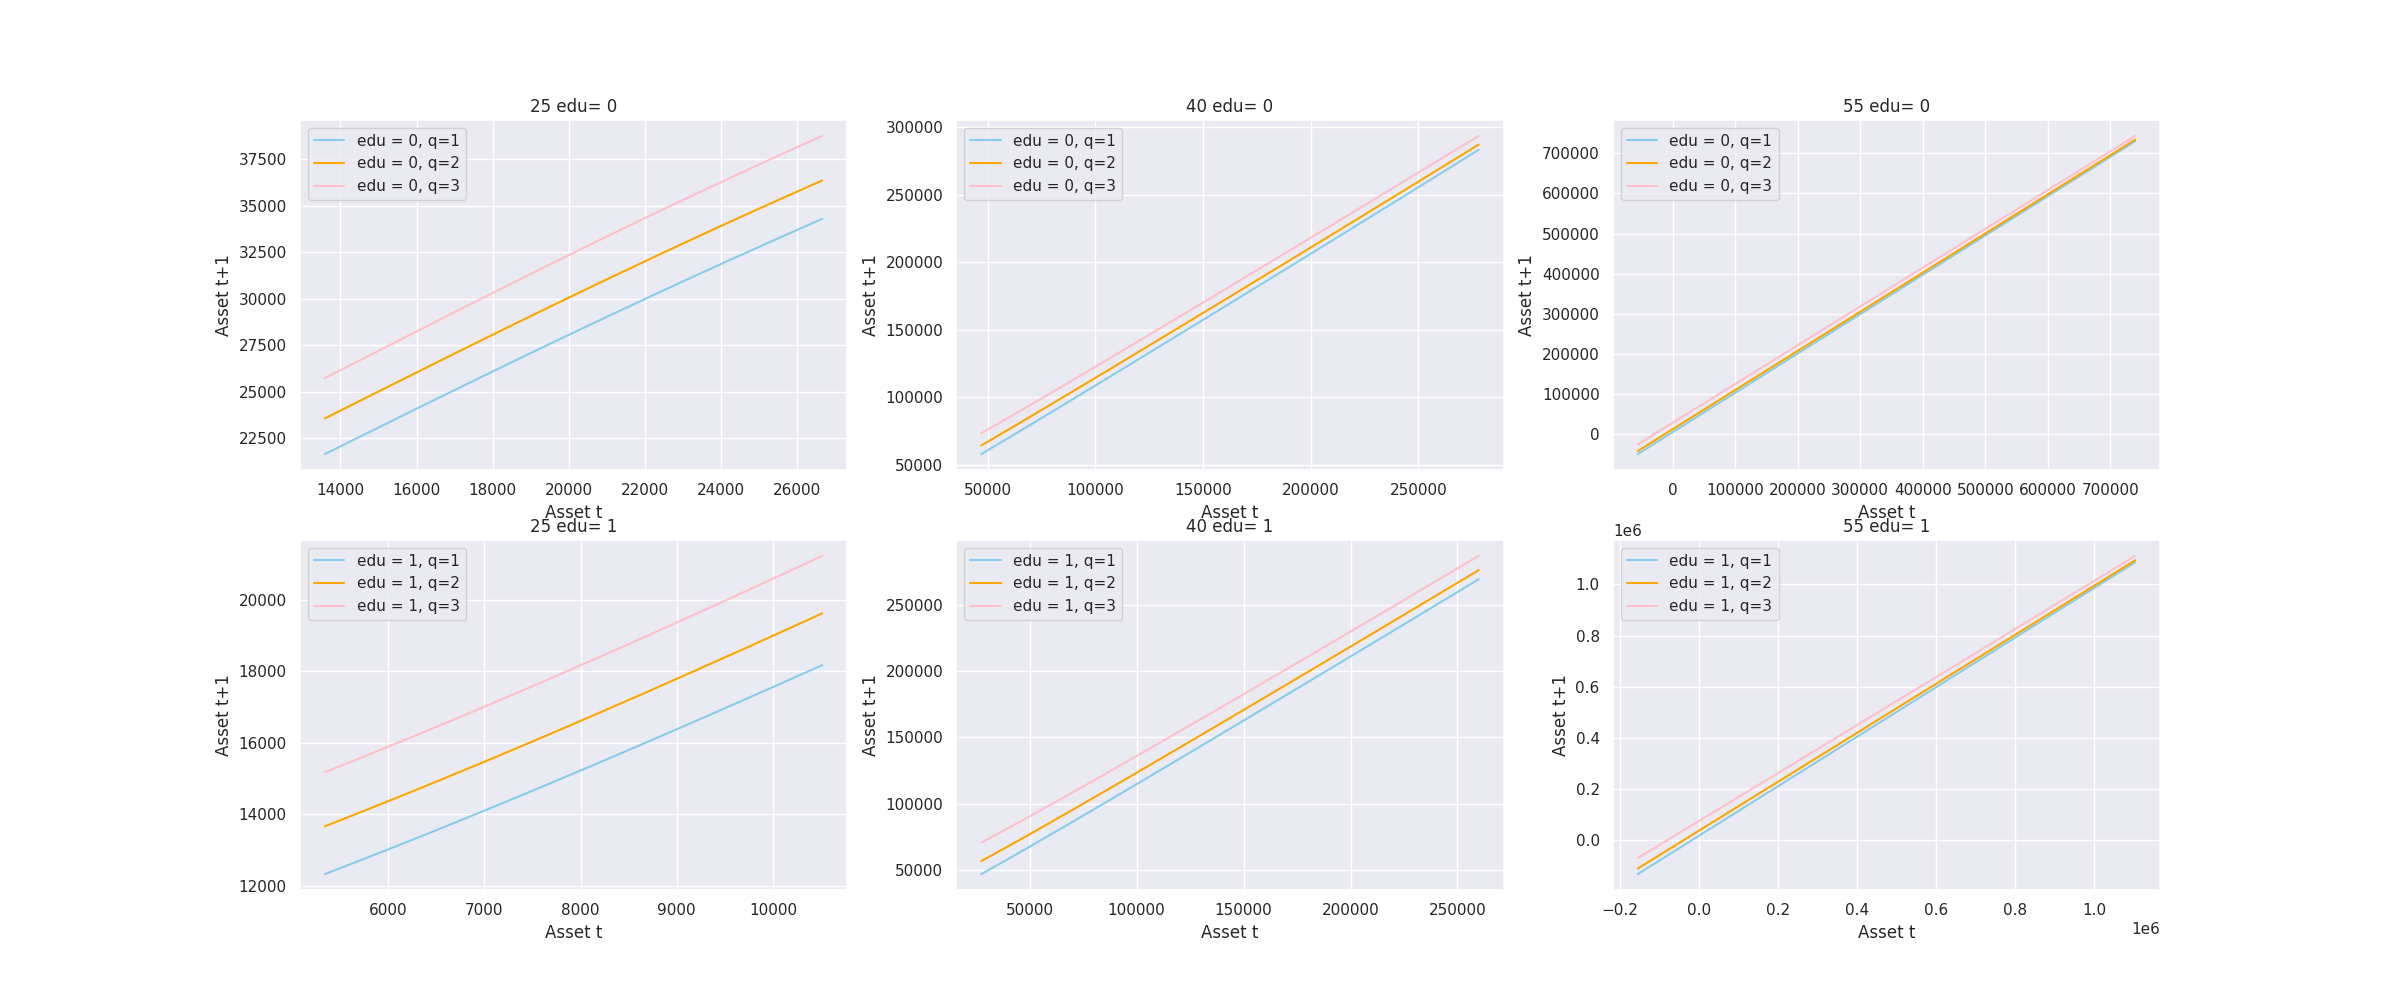 25 edu= 0
edu = 0, q=1
edu = 0, q=2
edu = 0, q=3
37500
35000
32500
30000
27500
25000
22500
Asset t+1
14000 16000 18000 20000 22000 24000 26000
Asset t
40 edu= 0
edu = 0, q=1
edu = 0, q=2
edu = 0, q=3
300000
250000
200000
150000
100000
50000
Asset t+1
50000 100000 150000 200000 250000
Asset t
55 edu= 0
edu = 0, q=1
edu = 0, q=2
edu = 0, q=3
700000
600000
500000
400000
300000
200000
100000
0
Asset t+1
0 100000 200000 300000 400000 500000 600000 700000
Asset t
25 edu= 1
edu = 1, q=1
edu = 1, q=2
edu = 1, q=3
20000
18000
16000
14000
12000
Asset t+1
6000 7000 8000 9000 10000
Asset t
40 edu= 1
edu = 1, q=1
edu = 1, q=2
edu = 1, q=3
250000
200000
150000
100000
50000
Asset t+1
50000 100000 150000 200000 250000
Asset t
55 edu= 1
1e6
edu = 1, q=1
edu = 1, q=2
edu = 1, q=3
1.0
0.8
0.6
0.4
0.2
0.0
Asset t+1
−0.2 0.0 0.2 0.4 0.6 0.8 1.0
1e6
Asset t